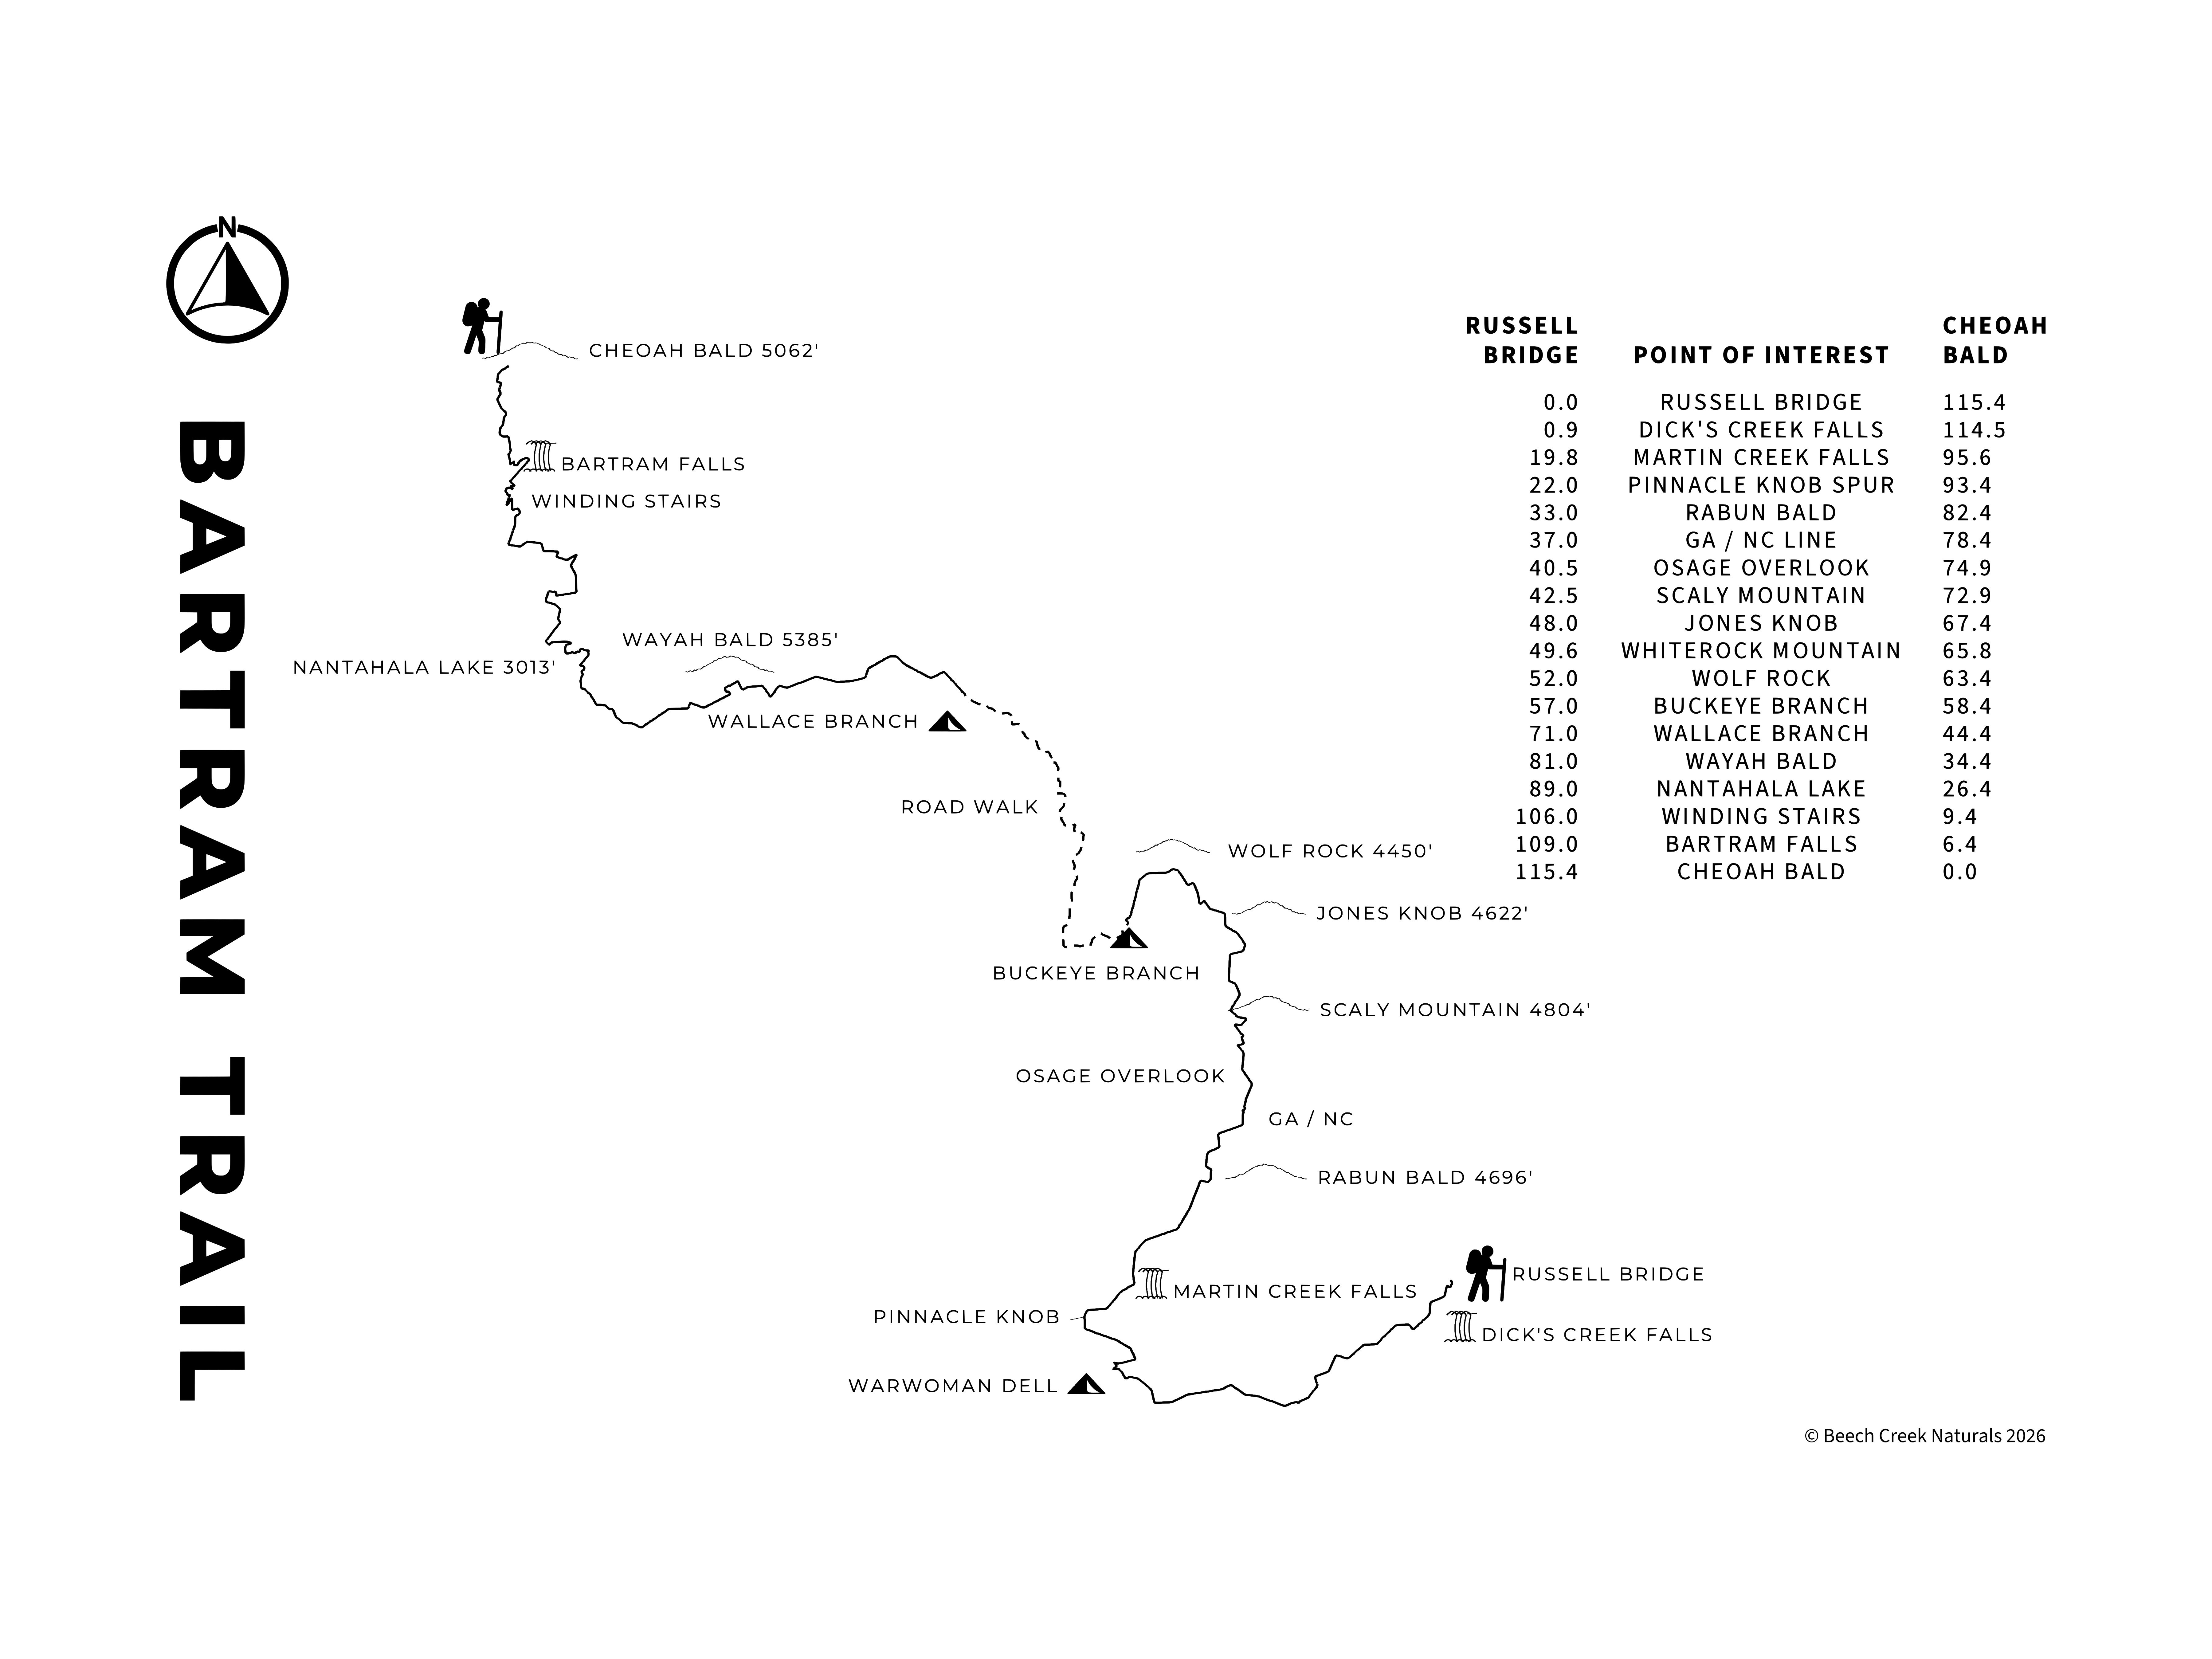 N
BARTRAM TRAIL
CHEOAH BALD 5062'
BARTRAM FALLS
WINDING STAIRS
WAYAH BALD 5385'
NANTAHALA LAKE 3013'
WALLACE BRANCH
ROAD WALK
WOLF ROCK 4450'
JONES KNOB 4622'
BUCKEYE BRANCH
SCALY MOUNTAIN 4804'
OSAGE OVERLOOK
GA / NC
RABUN BALD 4696'
RUSSELL BRIDGE
MARTIN CREEK FALLS
PINNACLE KNOB
DICK'S CREEK FALLS
WARWOMAN DELL
RUSSELL CHEOAH
BRIDGE POINT OF INTEREST BALD
0.0 RUSSELL BRIDGE 115.4
0.9 DICK'S CREEK FALLS 114.5
19.8 MARTIN CREEK FALLS 95.6
22.0 PINNACLE KNOB SPUR 93.4
33.0 RABUN BALD 82.4
37.0 GA / NC LINE 78.4
40.5 OSAGE OVERLOOK 74.9
42.5 SCALY MOUNTAIN 72.9
48.0 JONES KNOB 67.4
49.6 WHITEROCK MOUNTAIN 65.8
52.0 WOLF ROCK 63.4
57.0 BUCKEYE BRANCH 58.4
71.0 WALLACE BRANCH 44.4
81.0 WAYAH BALD 34.4
89.0 NANTAHALA LAKE 26.4
106.0 WINDING STAIRS 9.4
109.0 BARTRAM FALLS 6.4
115.4 CHEOAH BALD 0.0
© Beech Creek Naturals 2026